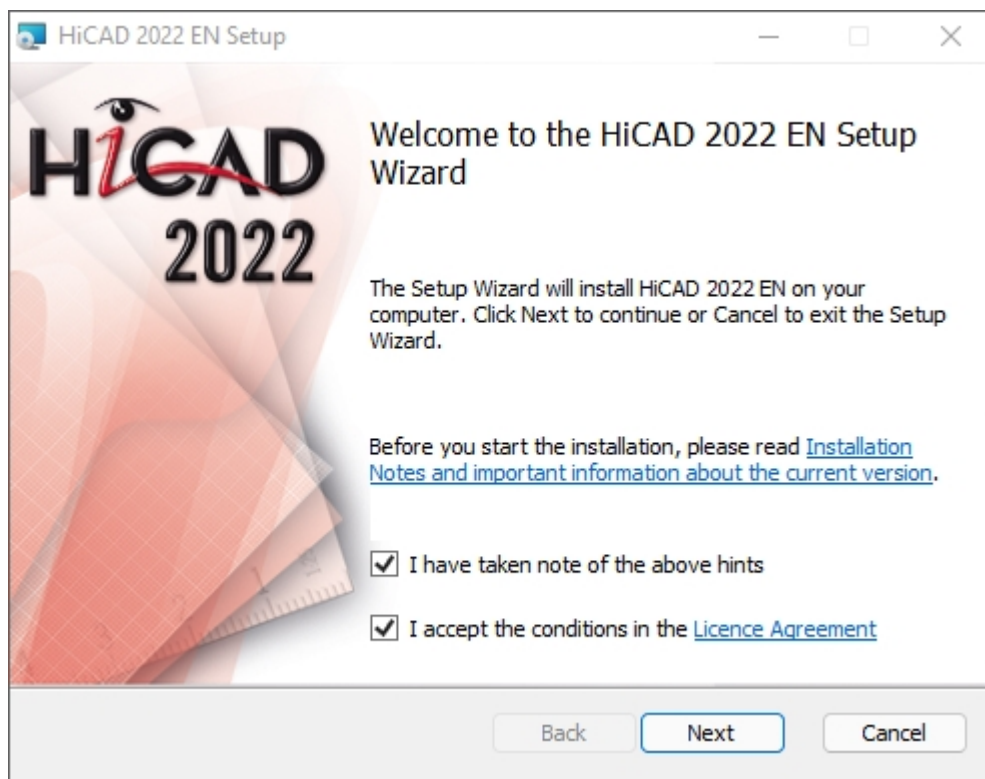 HiCAD 2022 EN Setup
HiCAD
2022
Welcome to the HiCAD 2022 EN Setup
Wizard
The Setup Wizard will install HiCAD 2022 EN on your
computer. Click Next to continue or Cancel to exit the Setup
Wizard.
Before you start the installation, please read Installation
Notes and important information about the current version.
I have taken note of the above hints
I accept the conditions in the Licence Agreement
Back
Next
Cancel